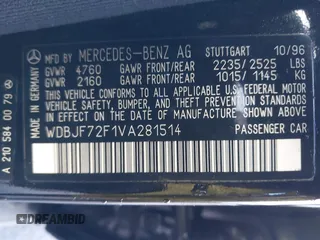 MFD. BY MERCEDES-BENZ AG STUTTGART 10/96
GVWR 4760 GAWR FRONT/REAR 2235/2525 LBS
GVWR 2160 GAWR FRONT/REAR 1015/1145 KG
THIS VEHICLE CONFORMS TO ALL APPLICABLE U.S. FEDERAL MOTOR
VEHICLE SAFETY, BUMPER, AND THEFT PREVENTION STANDARDS
IN EFFECT ON THE DATE OF MANUFACTURE SHOWN ABOVE.
WDBJF72F1VA281514 PASSENGER CAR
MADE IN GERMANY
A 210 584 00 79
DREAMBID